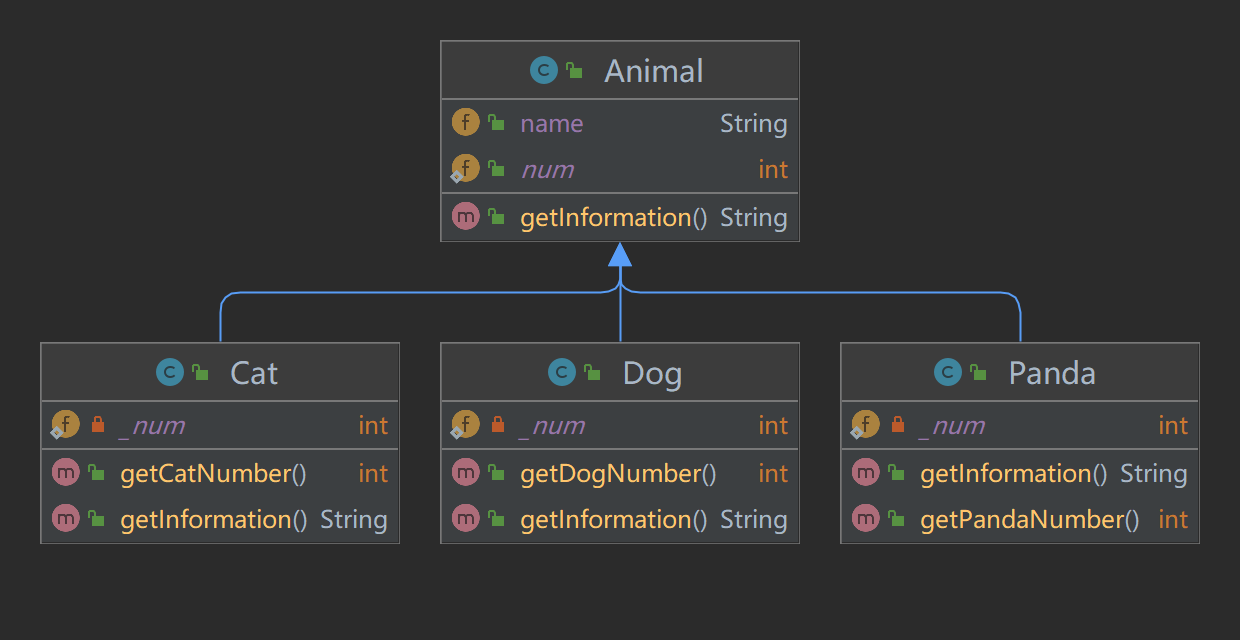 C Animal
f name String
f num int
m getInformation() String
C Cat
f _num int
m getCatNumber() int
m getInformation() String
C Dog
f _num int
m getDogNumber() int
m getInformation() String
C Panda
f _num int
m getInformation() String
m getPandaNumber() int